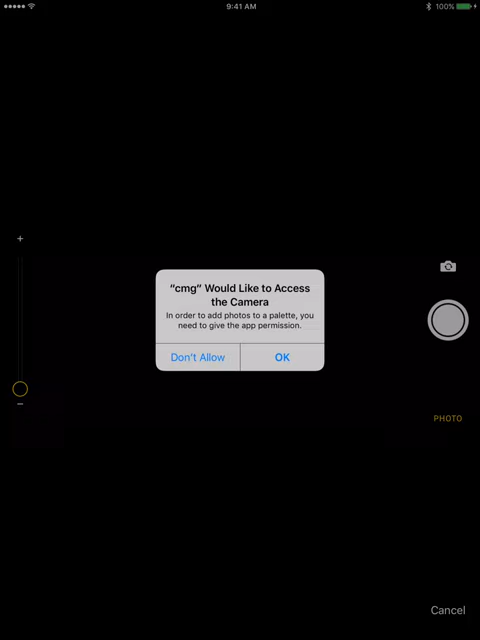 9:41 AM
100%
“cmg” Would Like to Access
the Camera
In order to add photos to a palette, you
need to give the app permission.
Don’t Allow
OK
PHOTO
Cancel